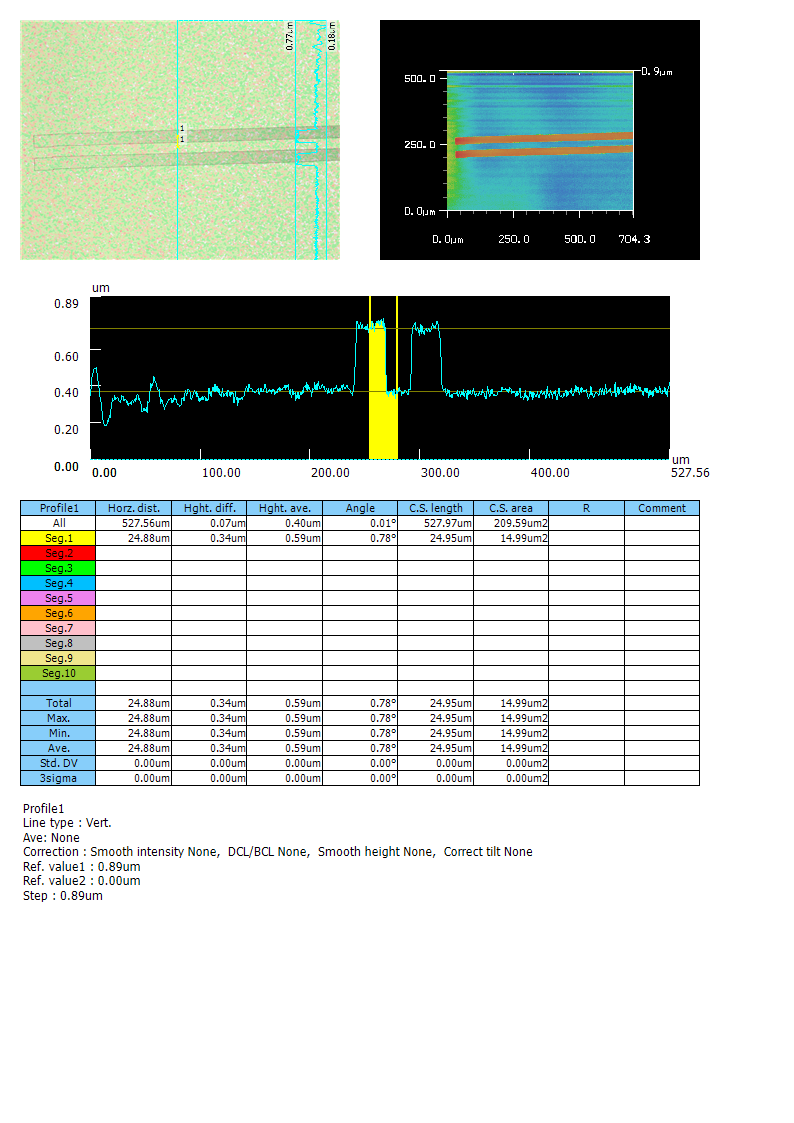 0.77um
0.18um
1
1
500.0
0.9μm
250.0
0.0μm
0.0μm 250.0 500.0 704.3
um
0.89
0.60
0.40
0.20
0.00
um
0.00 100.00 200.00 300.00 400.00 527.56
Profile1 Horz. dist. Hght. diff. Hght. ave. Angle C.S. length C.S. area R Comment
All 527.56um 0.07um 0.40um 0.01° 527.97um 209.59um2
Seg.1 24.88um 0.34um 0.59um 0.78° 24.95um 14.99um2
Seg.2
Seg.3
Seg.4
Seg.5
Seg.6
Seg.7
Seg.8
Seg.9
Seg.10
Total 24.88um 0.34um 0.59um 0.78° 24.95um 14.99um2
Max. 24.88um 0.34um 0.59um 0.78° 24.95um 14.99um2
Min. 24.88um 0.34um 0.59um 0.78° 24.95um 14.99um2
Ave. 24.88um 0.34um 0.59um 0.78° 24.95um 14.99um2
Std. DV 0.00um 0.00um 0.00um 0.00° 0.00um 0.00um2
3sigma 0.00um 0.00um 0.00um 0.00° 0.00um 0.00um2
Profile1
Line type : Vert.
Ave: None
Correction : Smooth intensity None, DCL/BCL None, Smooth height None, Correct tilt None
Ref. value1 : 0.89um
Ref. value2 : 0.00um
Step : 0.89um